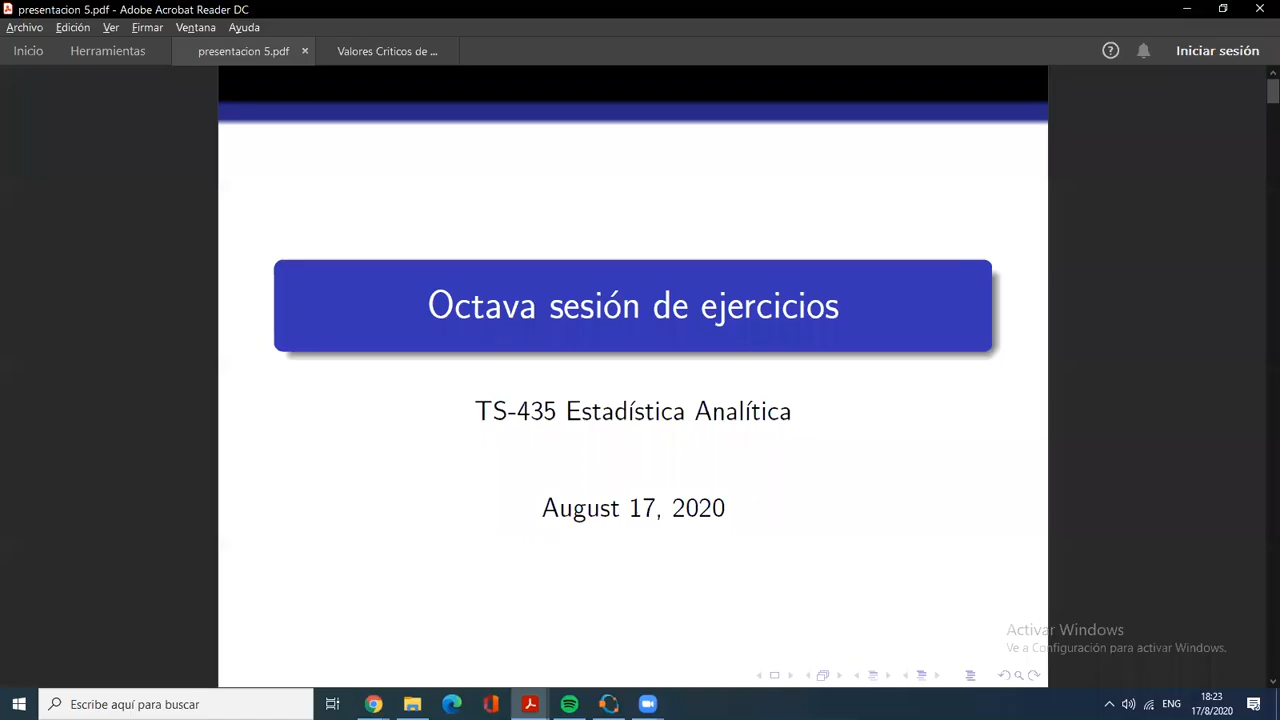 presentacion 5.pdf - Adobe Acrobat Reader DC
Archivo Edición Ver Firmar Ventana Ayuda
Inicio Herramientas presentacion 5.pdf × Valores Criticos de ... ? Iniciar sesión
Octava sesión de ejercicios
TS-435 Estadística Analítica
August 17, 2020
Activar Windows
Ve a Configuración para activar Windows.
Escribe aquí para buscar
ENG
18:23
17/8/2020